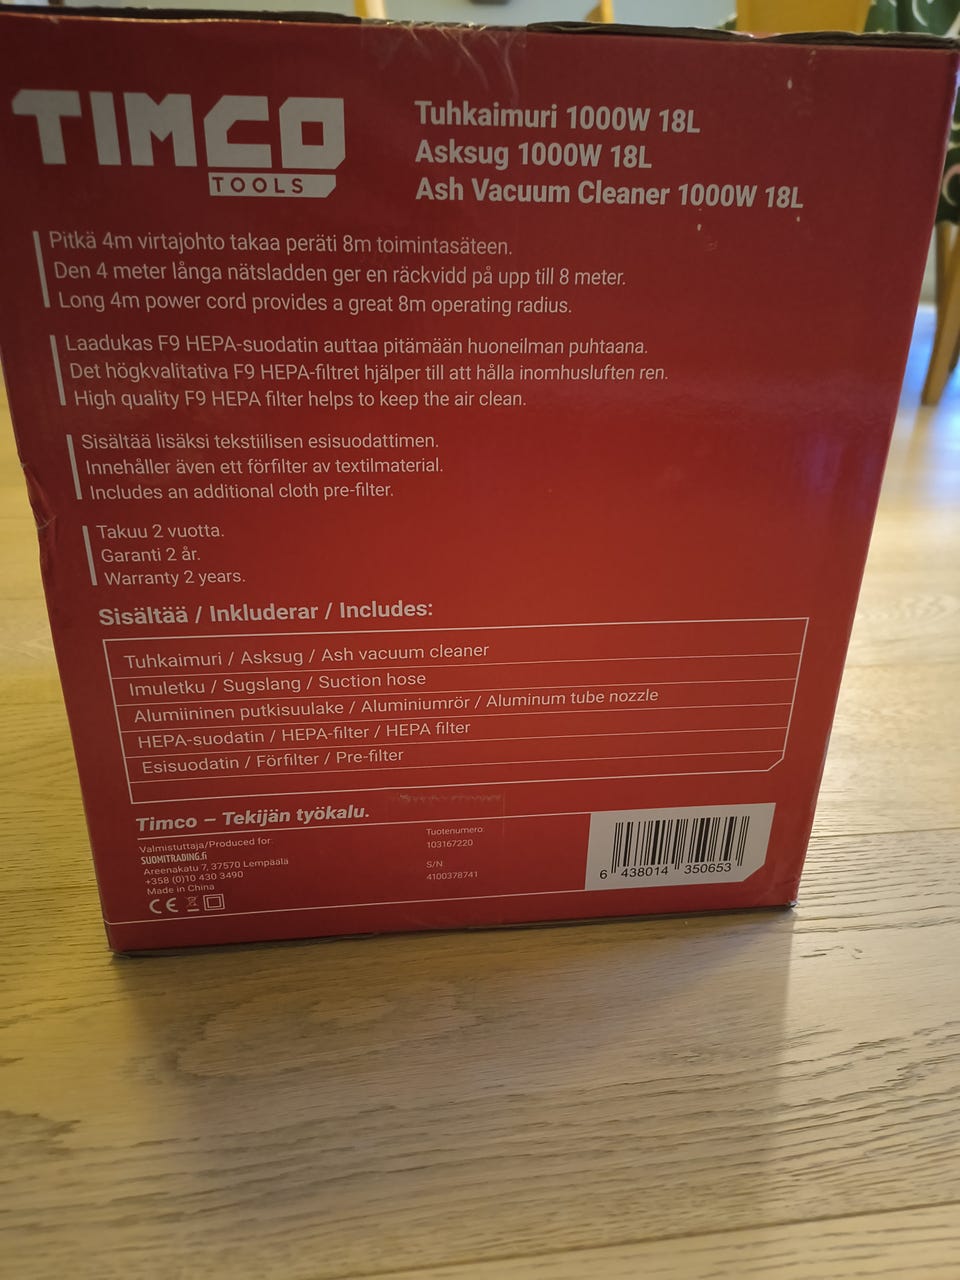 TIMCO
TOOLS
Tuhkaimuri 1000W 18L
Asksug 1000W 18L
Ash Vacuum Cleaner 1000W 18L
Pitkä 4m virtajohto takaa peräti 8m toimintasäteen.
Den 4 meter långa nätsladden ger en räckvidd på upp till 8 meter.
Long 4m power cord provides a great 8m operating radius.
Laadukas F9 HEPA-suodatin auttaa pitämään huoneilman puhtaana.
Det högkvalitativa F9 HEPA-filtret hjälper till att hålla inomhusluften ren.
High quality F9 HEPA filter helps to keep the air clean.
Sisältää lisäksi tekstiilisen esisuodattimen.
Innehåller även ett förfilter av textilmaterial.
Includes an additional cloth pre-filter.
Takuu 2 vuotta.
Garanti 2 år.
Warranty 2 years.
Sisältää / Inkluderar / Includes:
Tuhkaimuri / Asksug / Ash vacuum cleaner
Imuletku / Sugslang / Suction hose
Alumiininen putkisuulake / Aluminiumrör / Aluminum tube nozzle
HEPA-suodatin / HEPA-filter / HEPA filter
Esisuodatin / Förfilter / Pre-filter
Timco – Tekijän työkalu.
Valmistuttaja/Produced for:
SUOMITRADING.fi
Areenakatu 7, 37570 Lempäälä
+358 (0)10 430 3490
Made in China
CE
Tuotenumero:
103167220
S/N:
4100378741
6 438014 350653